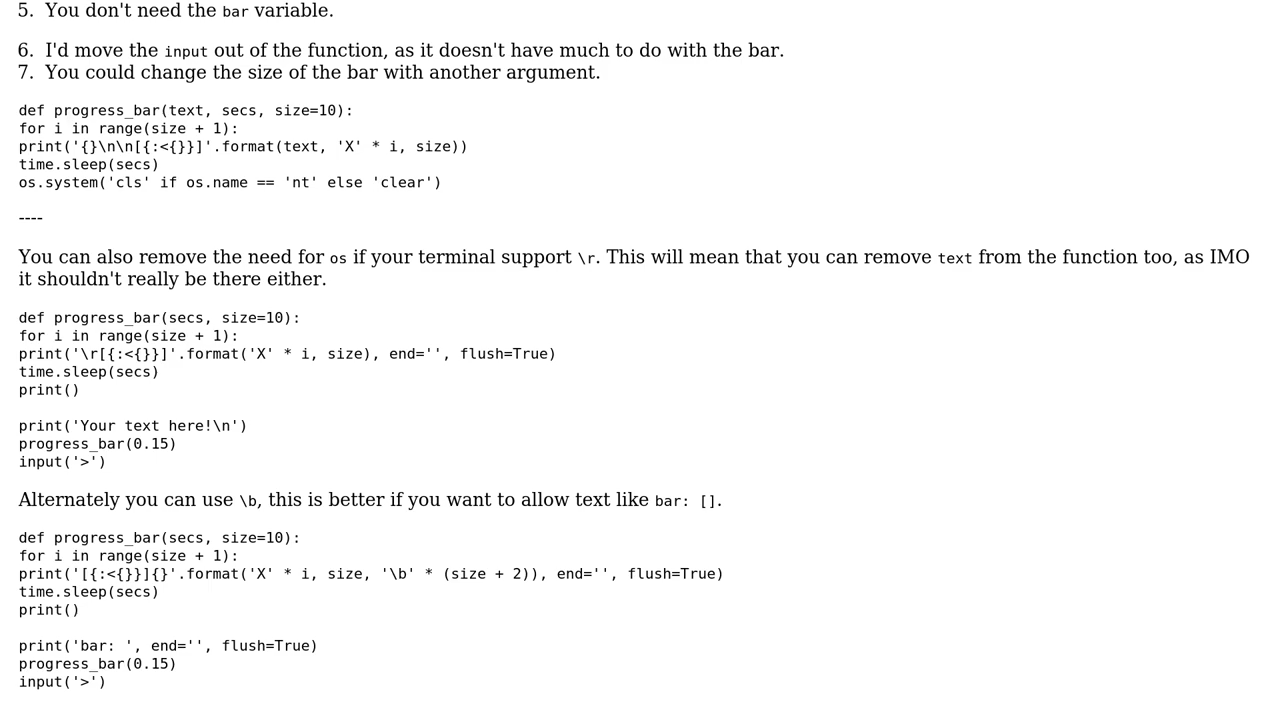 5. You don't need the bar variable.
6. I'd move the input out of the function, as it doesn't have much to do with the bar.
7. You could change the size of the bar with another argument.
def progress_bar(text, secs, size=10):
for i in range(size + 1):
print('{}\n\n[{:<{}}]'.format(text, 'X' * i, size))
time.sleep(secs)
os.system('cls' if os.name == 'nt' else 'clear')
----
You can also remove the need for os if your terminal support \r. This will mean that you can remove text from the function too, as IMO
it shouldn't really be there either.
def progress_bar(secs, size=10):
for i in range(size + 1):
print('\r[{:<{}}]'.format('X' * i, size), end='', flush=True)
time.sleep(secs)
print()
print('Your text here!\n')
progress_bar(0.15)
input('>')
Alternately you can use \b, this is better if you want to allow text like bar: [].
def progress_bar(secs, size=10):
for i in range(size + 1):
print('[{:<{}}]{}'.format('X' * i, size, '\b' * (size + 2)), end='', flush=True)
time.sleep(secs)
print()
print('bar: ', end='', flush=True)
progress_bar(0.15)
input('>')